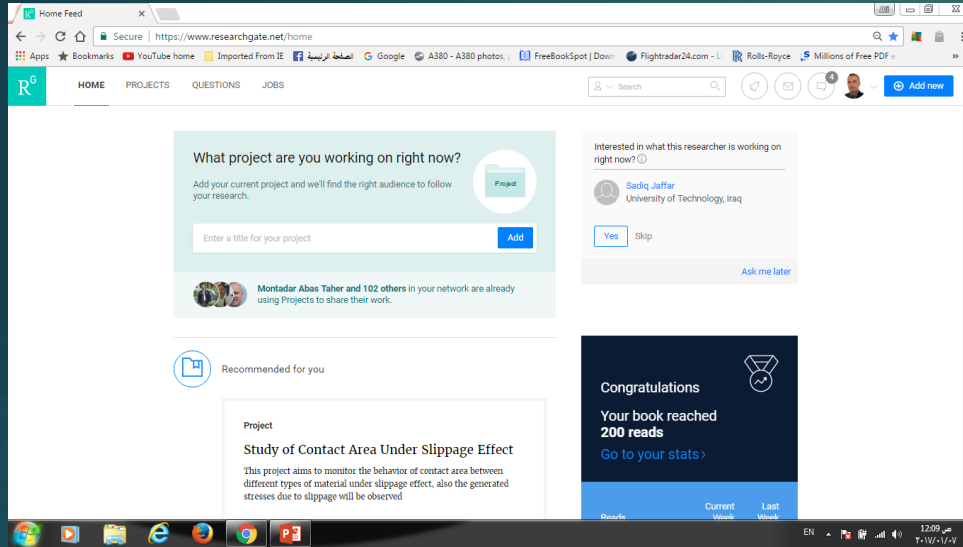 Home Feed
Ali
Secure | https://www.researchgate.net/home
Apps Bookmarks YouTube home Imported From IE الصفحة الرئيسية Google A380 - A380 photos, FreeBookSpot | Down Flightradar24.com - L Rolls-Royce Millions of Free PDF e »
RG HOME PROJECTS QUESTIONS JOBS Search 4 Add new
What project are you working on right now?
Add your current project and we'll find the right audience to follow
your research.
Project
Enter a title for your project Add
Montadar Abas Taher and 102 others in your network are already
using Projects to share their work.
Interested in what this researcher is working on
right now?
Sadiq Jaffar
University of Technology, Iraq
Yes Skip
Ask me later
Recommended for you
Project
Study of Contact Area Under Slippage Effect
This project aims to monitor the behavior of contact area between
different types of material under slippage effect, also the generated
stresses due to slippage will be observed
Congratulations
Your book reached
200 reads
Go to your stats›
Current Last
Reads Week Week
EN 12:09 ص
٢٠١٧/٠١/٠٧